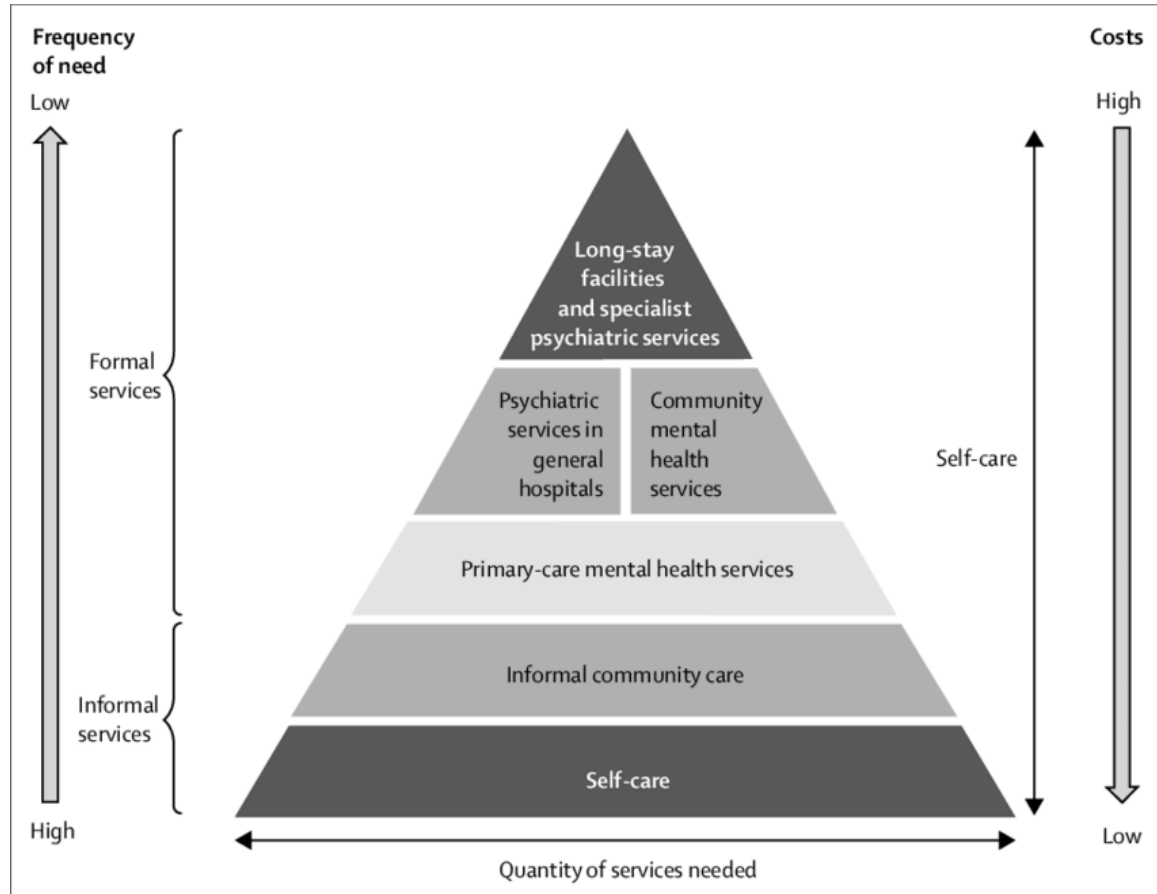 Frequency
of need
Low
High
Formal
services
Informal
services
Long-stay
facilities
and specialist
psychiatric services
Psychiatric
services in
general
hospitals
Community
mental
health
services
Primary-care mental health services
Informal community care
Self-care
Quantity of services needed
Self-care
Costs
High
Low